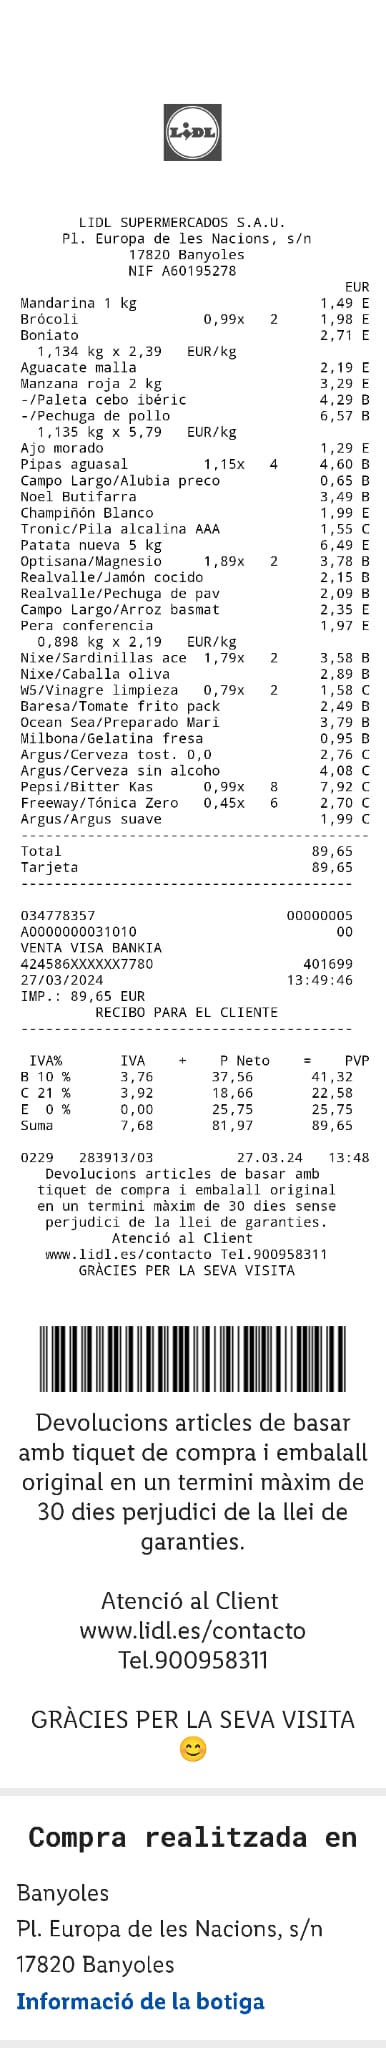 LIDL
LIDL SUPERMERCADOS S.A.U.
Pl. Europa de les Nacions, s/n
17820 Banyoles
NIF A60195278
EUR
Mandarina 1 kg 1,49 E
Brócoli 0,99x 2 1,98 E
Boniato 2,71 E
1,134 kg x 2,39 EUR/kg
Aguacate malla 2,19 E
Manzana roja 2 kg 3,29 E
-/Paleta cebo ibéric 4,29 B
-/Pechuga de pollo 6,57 B
1,135 kg x 5,79 EUR/kg
Ajo morado 1,29 E
Pipas aguasal 1,15x 4 4,60 B
Campo Largo/Alubia preco 0,65 B
Noel Butifarra 3,49 B
Champiñón Blanco 1,99 E
Tronic/Pila alcalina AAA 1,55 C
Patata nueva 5 kg 6,49 E
Optisana/Magnesio 1,89x 2 3,78 B
Realvalle/Jamón cocido 2,15 B
Realvalle/Pechuga de pav 2,09 B
Campo Largo/Arroz basmat 2,35 E
Pera conferencia 1,97 E
0,898 kg x 2,19 EUR/kg
Nixe/Sardinillas ace 1,79x 2 3,58 B
Nixe/Caballa oliva 2,89 B
W5/Vinagre limpieza 0,79x 2 1,58 C
Baresa/Tomate frito pack 2,49 B
Ocean Sea/Preparado Mari 3,79 B
Milbona/Gelatina fresa 0,95 B
Argus/Cerveza tost. 0,0 2,76 C
Argus/Cerveza sin alcoho 4,08 C
Pepsi/Bitter Kas 0,99x 8 7,92 C
Freeway/Tónica Zero 0,45x 6 2,70 C
Argus/Argus suave 1,99 C
Total 89,65
Tarjeta 89,65
034778357 00000005
A0000000031010 00
VENTA VISA BANKIA
424586XXXXXX7780 401699
27/03/2024 13:49:46
IMP.: 89,65 EUR
RECIBO PARA EL CLIENTE
IVA% IVA + P Neto = PVP
B 10 % 3,76 37,56 41,32
C 21 % 3,92 18,66 22,58
E 0 % 0,00 25,75 25,75
Suma 7,68 81,97 89,65
0229 283913/03 27.03.24 13:48
Devolucions articles de basar amb
tiquet de compra i embalall original
en un termini màxim de 30 dies sense
perjudici de la llei de garanties.
Atenció al Client
www.lidl.es/contacto Tel.900958311
GRÀCIES PER LA SEVA VISITA
Devolucions articles de basar
amb tiquet de compra i embalall
original en un termini màxim de
30 dies perjudici de la llei de
garanties.
Atenció al Client
www.lidl.es/contacto
Tel.900958311
GRÀCIES PER LA SEVA VISITA
😊
Compra realitzada en
Banyoles
Pl. Europa de les Nacions, s/n
17820 Banyoles
Informació de la botiga